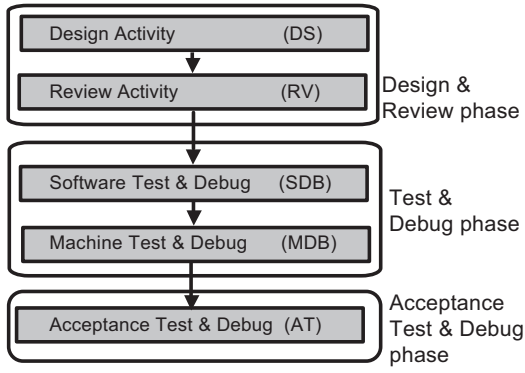 Design Activity (DS)
Review Activity (RV)
Design &
Review phase
Software Test & Debug (SDB)
Machine Test & Debug (MDB)
Test &
Debug phase
Acceptance Test & Debug (AT)
Acceptance
Test & Debug
phase